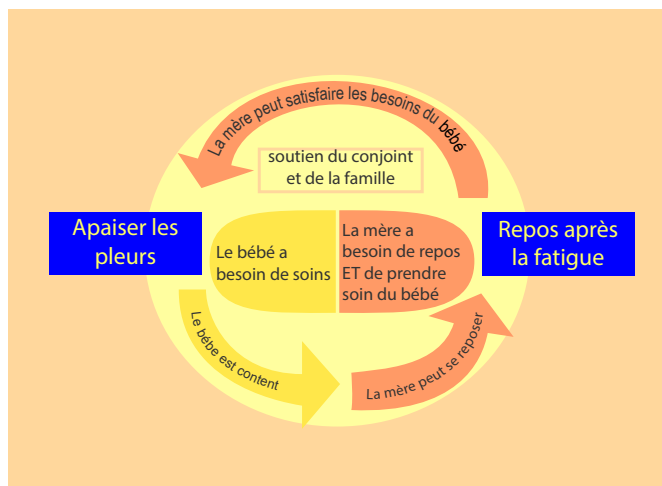 La mère peut satisfaire les besoins du bébé
soutien du conjoint
et de la famille
Apaiser les
pleurs
Le bébé a
besoin de soins
La mère a
besoin de repos
ET de prendre
soin du bébé
Repos après
la fatigue
Le bébe est content
La mère peut se reposer